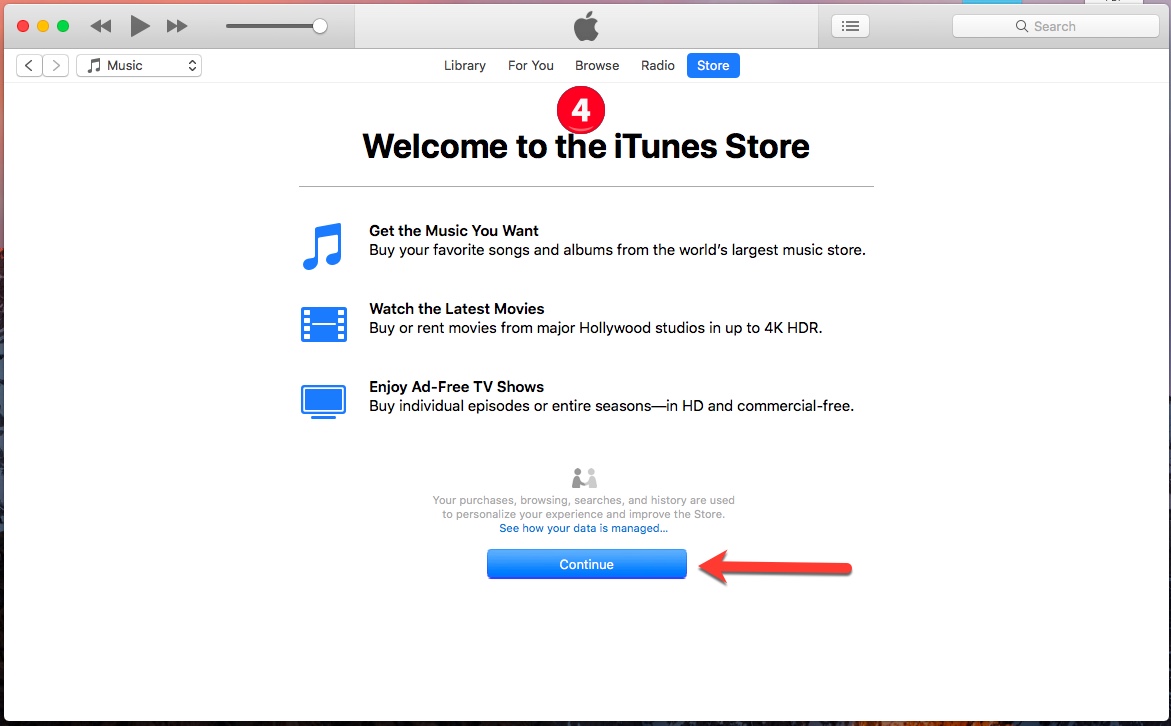 Search
Music
Library
For You
Browse
Radio
Store
4
Welcome to the iTunes Store
Get the Music You Want
Buy your favorite songs and albums from the world's largest music store.
Watch the Latest Movies
Buy or rent movies from major Hollywood studios in up to 4K HDR.
Enjoy Ad-Free TV Shows
Buy individual episodes or entire seasons—in HD and commercial-free.
Your purchases, browsing, searches, and history are used
to personalize your experience and improve the Store.
See how your data is managed...
Continue